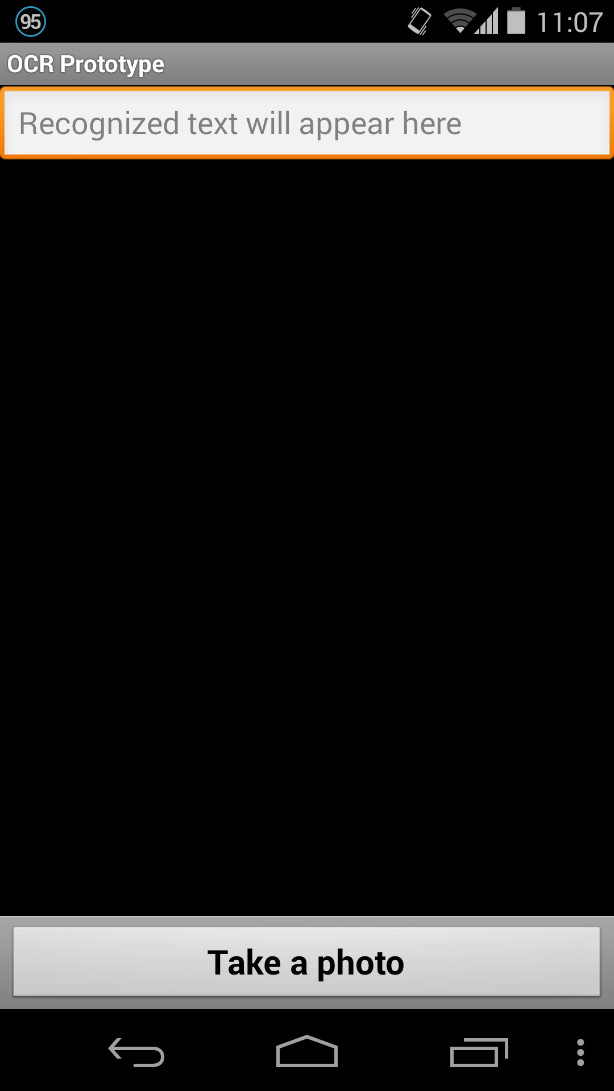 95
11:07
OCR Prototype
Recognized text will appear here
Take a photo